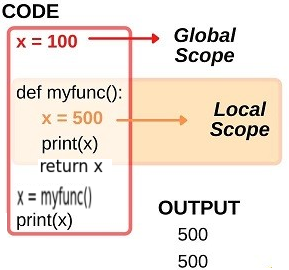 CODE
x = 100
Global
Scope
def myfunc():
x = 500
Local
Scope
print(x)
return x
x = myfunc()
print(x)
OUTPUT
500
500